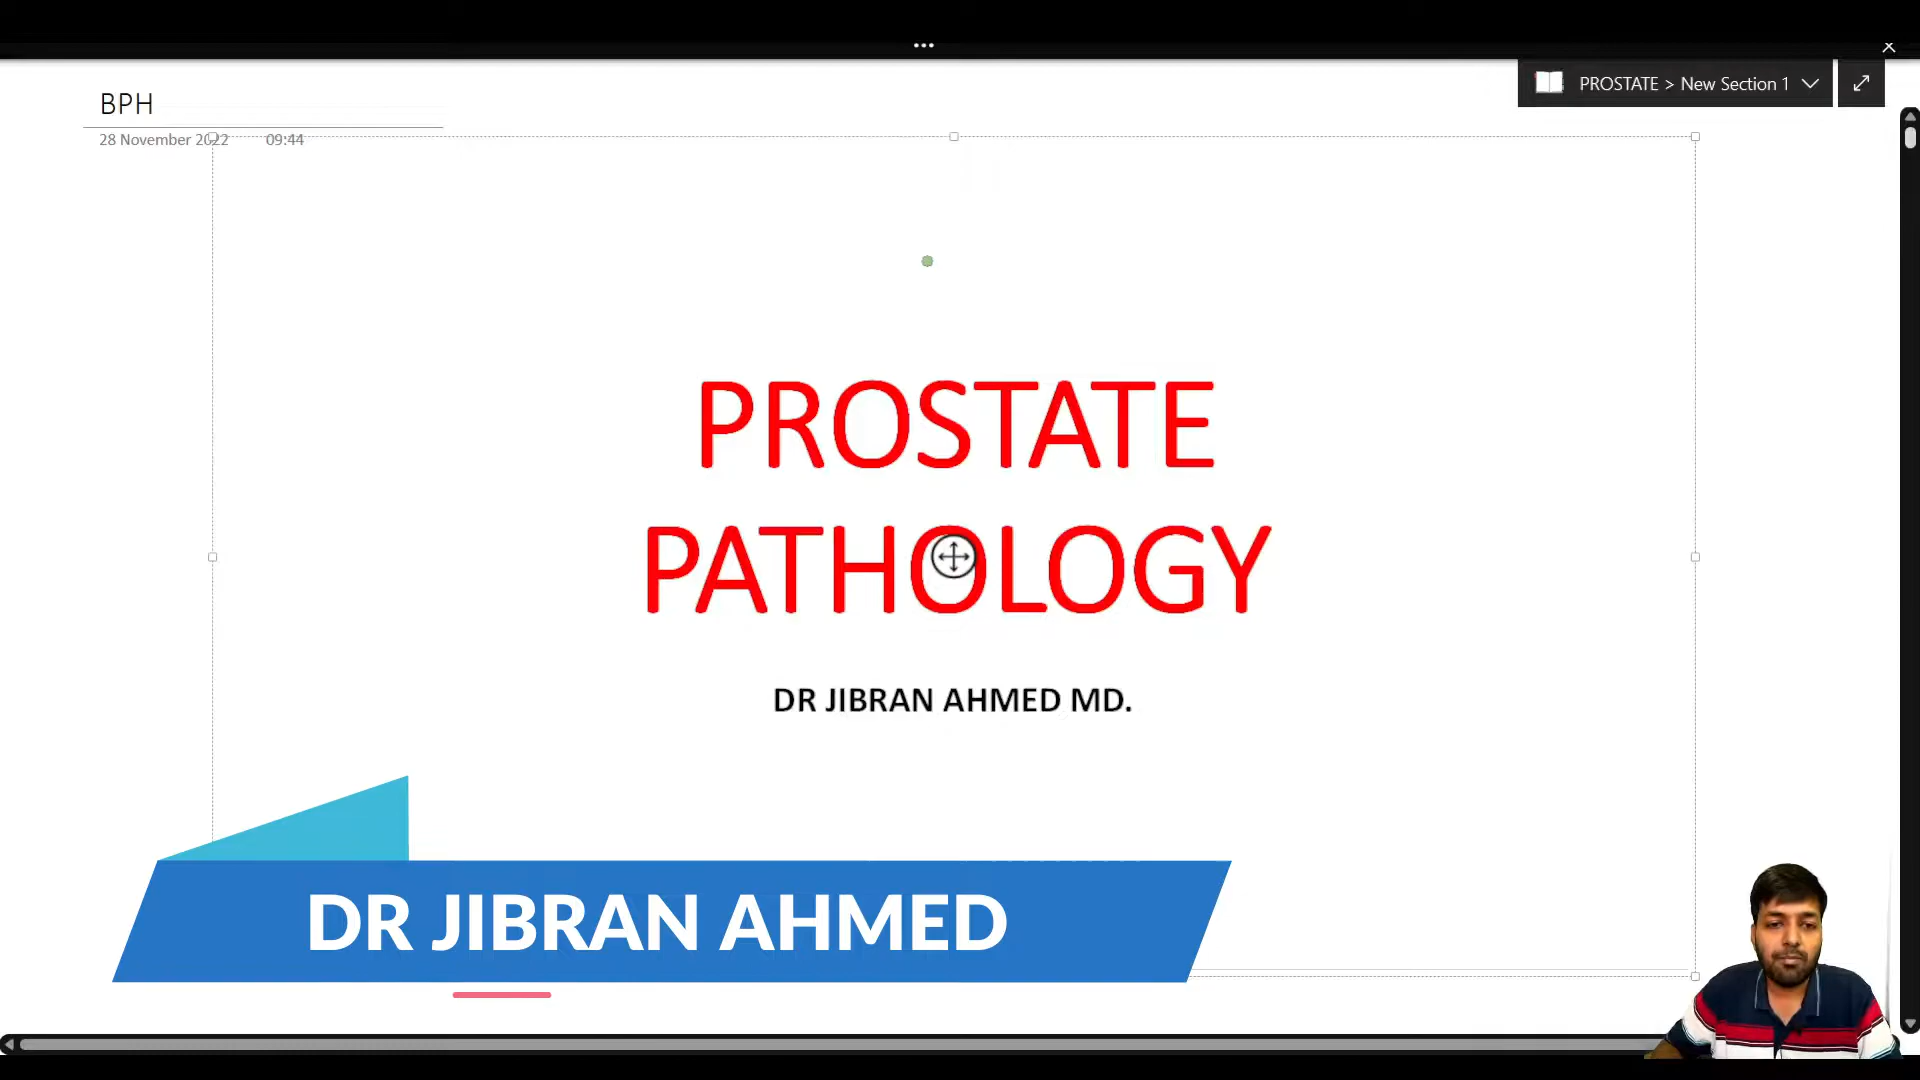 BPH
PROSTATE > New Section 1
28 November 2022 09:44
PROSTATE
PATHOLOGY
DR JIBRAN AHMED MD.
DR JIBRAN AHMED